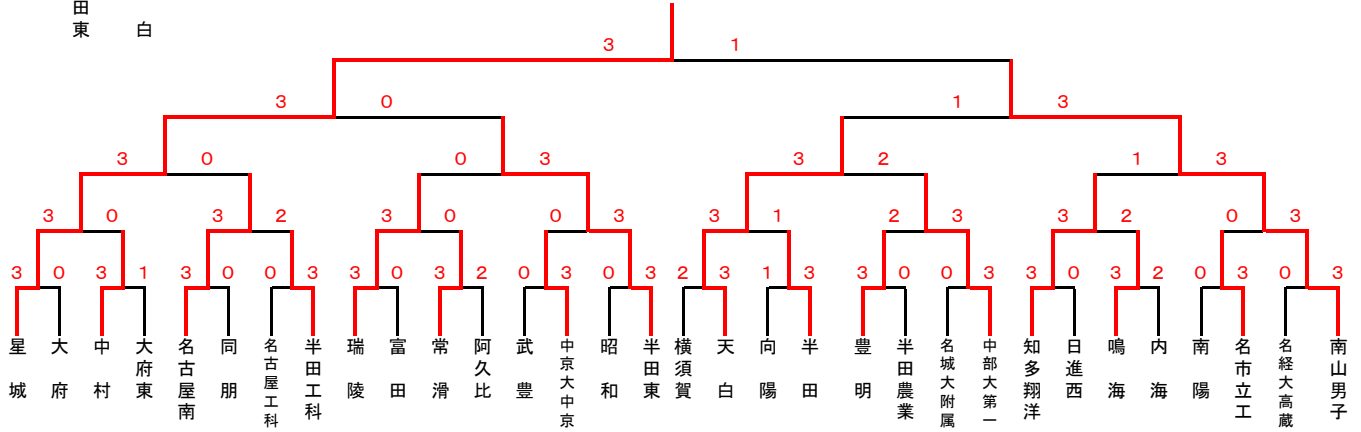 田
東 白
3 1
3 0 1 3
3 0 0 3 3 2 1 3
3 0 3 2 3 0 0 3 3 1 2 3 3 2 0 3
3 0 3 1 3 0 0 3 3 0 3 2 0 3 0 3 2 3 1 3 3 0 0 3 3 0 3 2 0 3 0 3
星城
大府
中村
大府東
名古屋南
同朋
名古屋工科
半田工科
瑞陵
富田
常滑
阿久比
武豊
中京大中京
昭和
半田東
横須賀
天白
向陽
半田
豊明
半田農業
名城大附属
中部大第一
知多翔洋
日進西
鳴海
内海
南陽
名市立工
名経大高蔵
南山男子